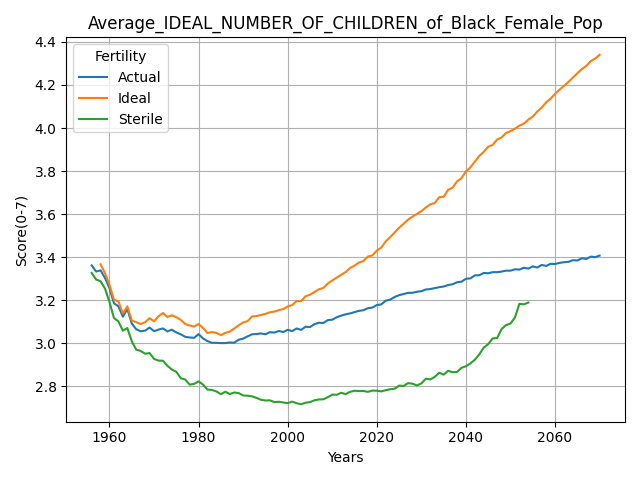 Average_IDEAL_NUMBER_OF_CHILDREN_of_Black_Female_Pop
Fertility
Actual
Ideal
Sterile
Score(0-7)
4.4
4.2
4.0
3.8
3.6
3.4
3.2
3.0
2.8
1960
1980
2000
2020
2040
2060
Years